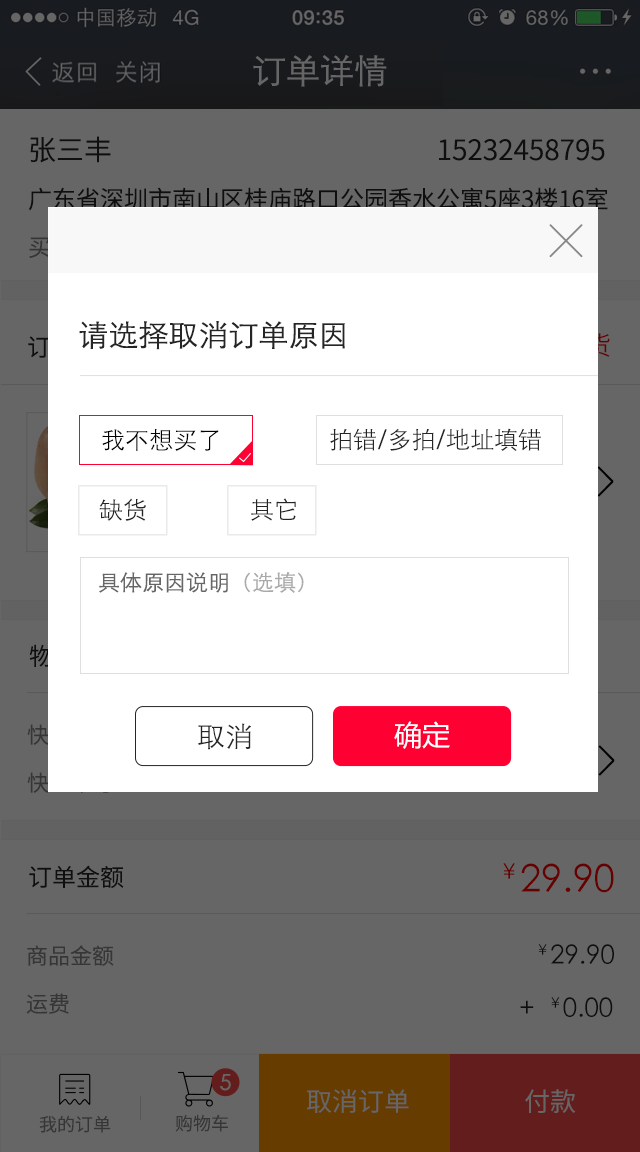 中国移动 4G 09:35 68%
返回 关闭 订单详情
张三丰 15232458795
广东省深圳市南山区桂庙路口公园香水公寓5座3楼16室
买
订 货
请选择取消订单原因
我不想买了 拍错/多拍/地址填错
缺货 其它
具体原因说明（选填）
物
快
快
取消 确定
订单金额 ¥29.90
商品金额 ¥29.90
运费 + ¥0.00
我的订单 购物车 5 取消订单 付款